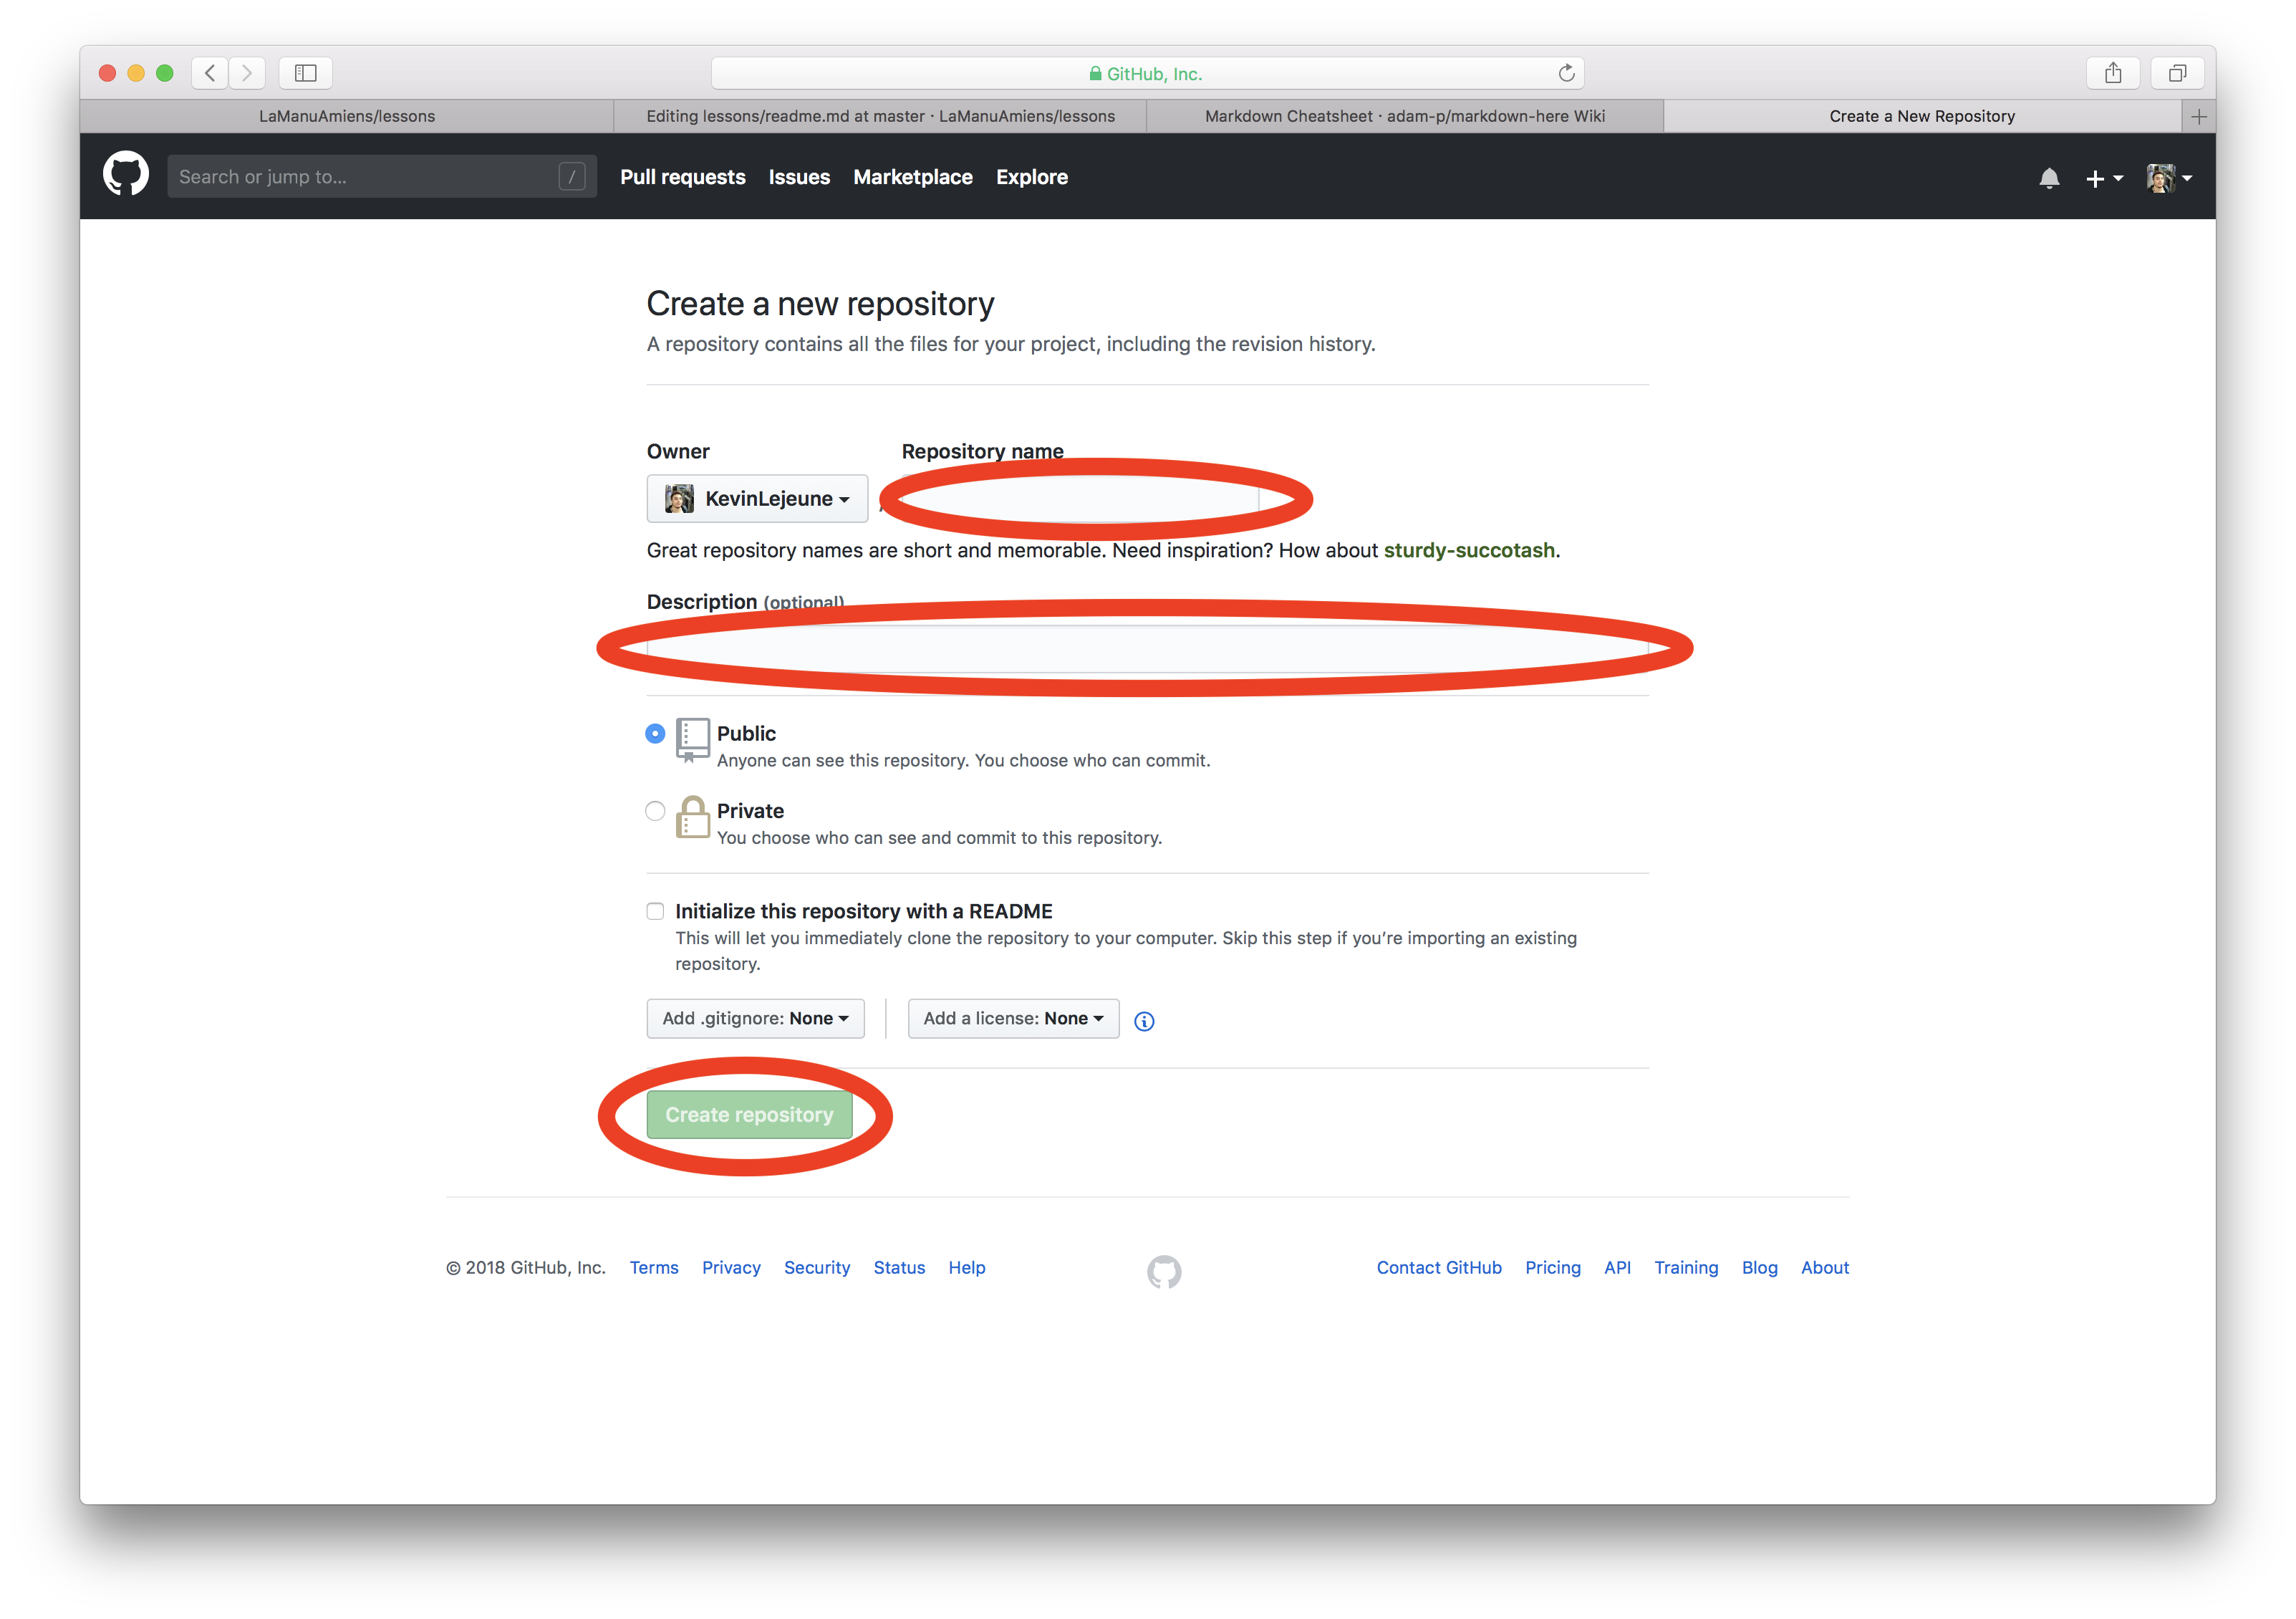 GitHub, Inc.
LaManuAmiens/lessons
Editing lessons/readme.md at master · LaManuAmiens/lessons
Markdown Cheatsheet · adam-p/markdown-here Wiki
Create a New Repository
Search or jump to...
/
Pull requests
Issues
Marketplace
Explore
Create a new repository
A repository contains all the files for your project, including the revision history.
Owner
Repository name
KevinLejeune
Great repository names are short and memorable. Need inspiration? How about sturdy-succotash.
Description (optional)
Public
Anyone can see this repository. You choose who can commit.
Private
You choose who can see and commit to this repository.
Initialize this repository with a README
This will let you immediately clone the repository to your computer. Skip this step if you’re importing an existing
repository.
Add .gitignore: None
Add a license: None
Create repository
© 2018 GitHub, Inc.
Terms
Privacy
Security
Status
Help
Contact GitHub
Pricing
API
Training
Blog
About